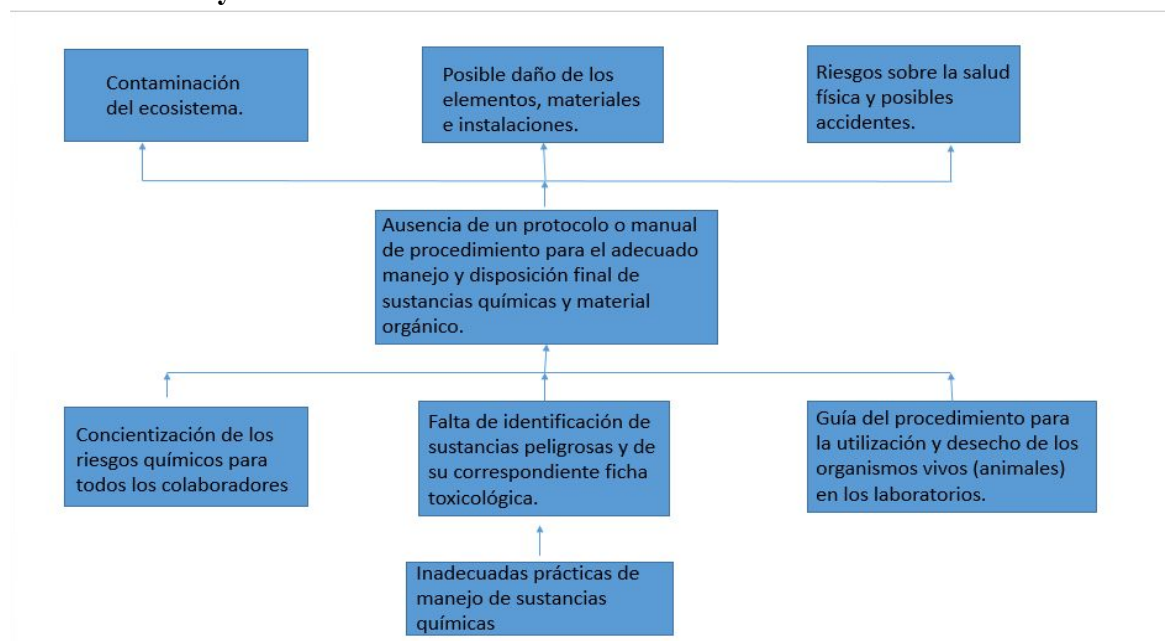 Contaminación
del ecosistema.
Posible daño de los
elementos, materiales
e instalaciones.
Riesgos sobre la salud
física y posibles
accidentes.
Ausencia de un protocolo o manual
de procedimiento para el adecuado
manejo y disposición final de
sustancias químicas y material
orgánico.
Concientización de los
riesgos químicos para
todos los colaboradores
Falta de identificación de
sustancias peligrosas y de
su correspondiente ficha
toxicológica.
Guía del procedimiento para
la utilización y desecho de los
organismos vivos (animales)
en los laboratorios.
Inadecuadas prácticas de
manejo de sustancias
químicas